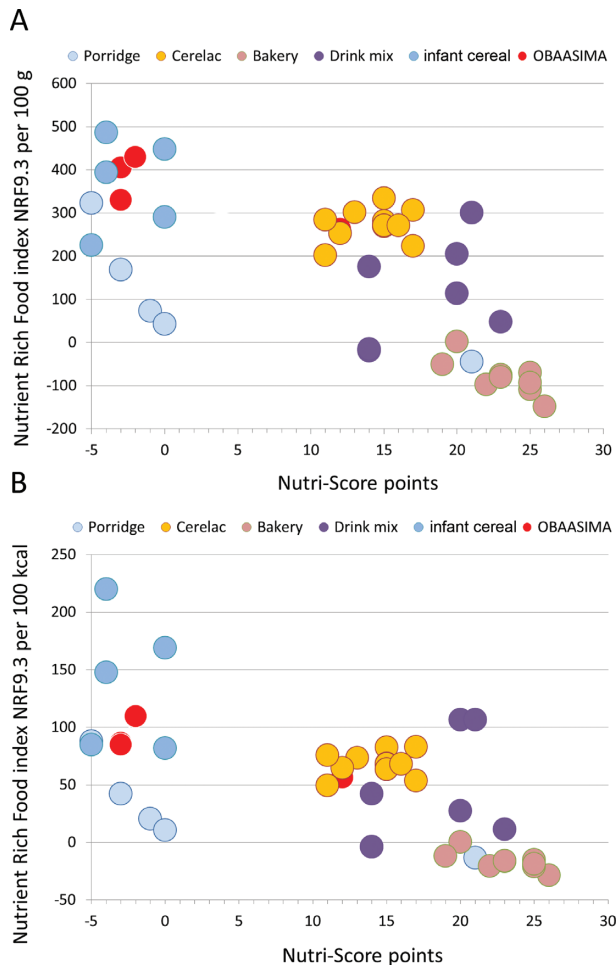 A
Porridge Cerelac Bakery Drink mix infant cereal OBAASIMA
Nutrient Rich Food index NRF9.3 per 100 g
600
500
400
300
200
100
0
-100
-200
-5 0 5 10 15 20 25 30
Nutri-Score points
B
Porridge Cerelac Bakery Drink mix infant cereal OBAASIMA
Nutrient Rich Food index NRF9.3 per 100 kcal
250
200
150
100
50
0
-50
-5 0 5 10 15 20 25 30
Nutri-Score points